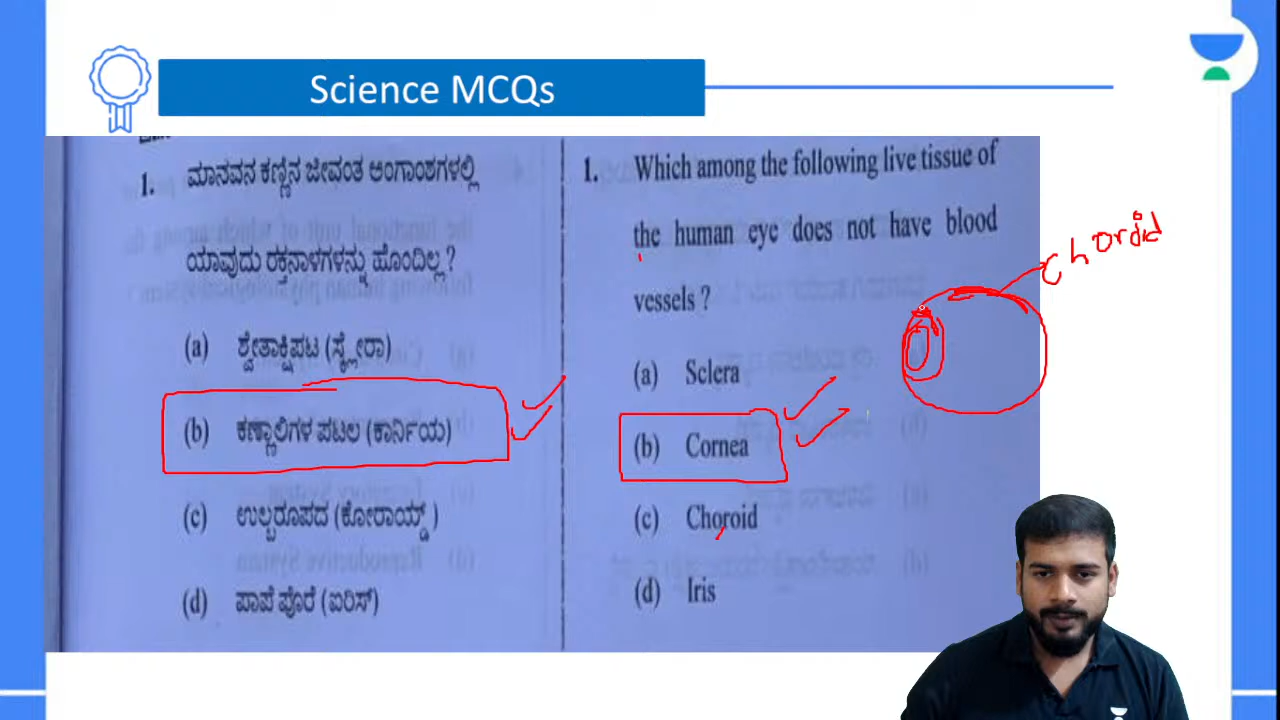 Science MCQs
1. ಮಾನವನ ಕಣ್ಣಿನ ಜೀವಂತ ಅಂಗಾಂಶಗಳಲ್ಲಿ
ಯಾವುದು ರಕ್ತನಾಳಗಳನ್ನು ಹೊಂದಿಲ್ಲ ?
(a) ಶ್ವೇತಾಕ್ಷಿಪಟ (ಸ್ಕ್ಲೇರಾ)
(b) ಕಣ್ಣಾಲಿಗಳ ಪಟಲ (ಕಾರ್ನಿಯ)
(c) ಉಲ್ಬರೂಪದ (ಕೋರಾಯ್ಡ್ )
(d) ಪಾಪೆ ಪೊರೆ (ಐರಿಸ್)
1. Which among the following live tissue of
the human eye does not have blood
vessels ?
(a) Sclera
(b) Cornea
(c) Choroid
(d) Iris
Choroid